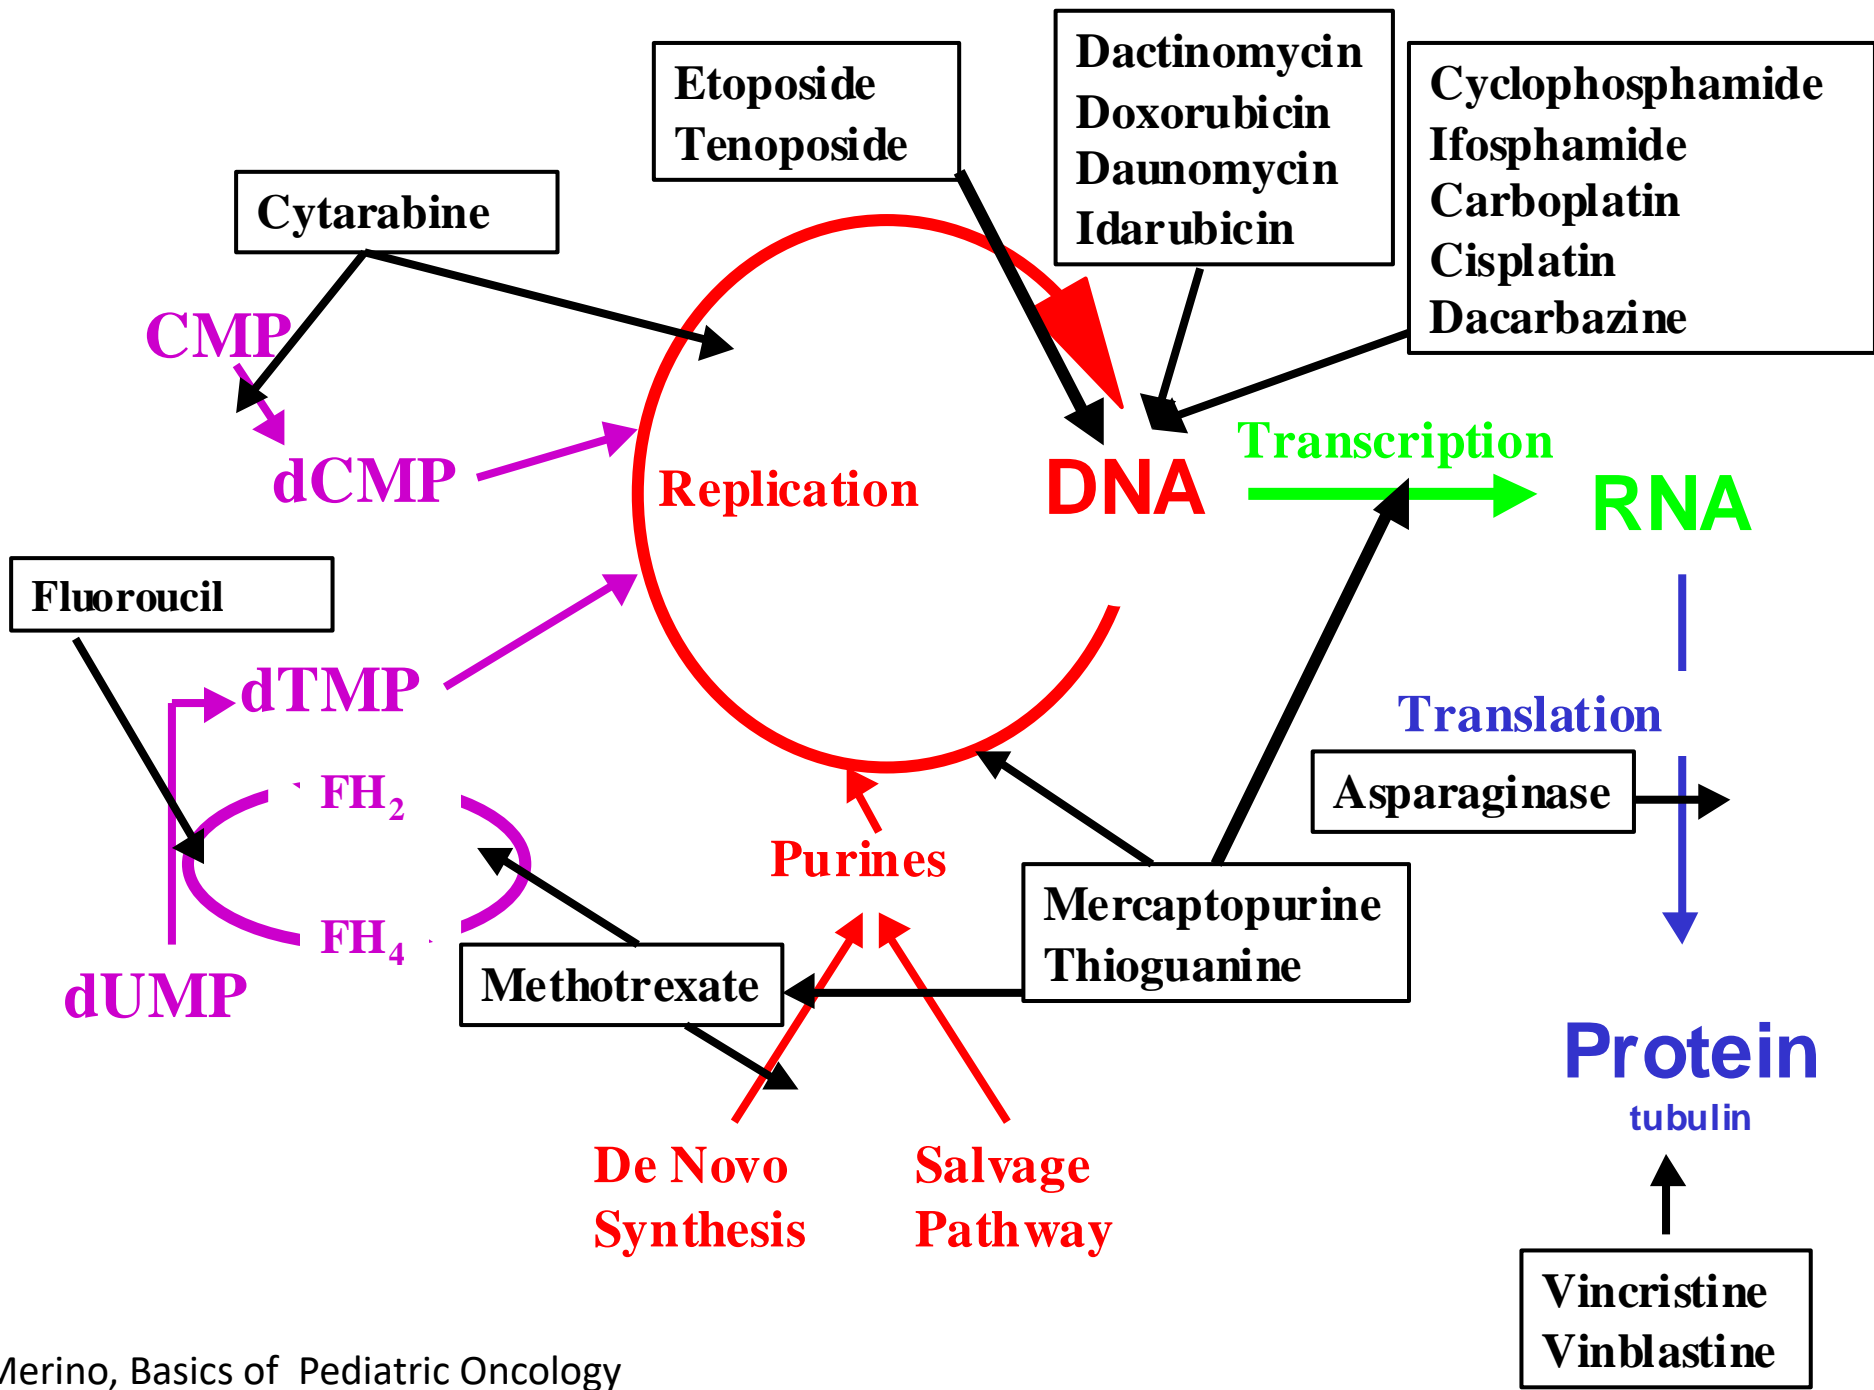 Etoposide
Tenoposide
Dactinomycin
Doxorubicin
Daunomycin
Idarubicin
Cyclophosphamide
Ifosphamide
Carboplatin
Cisplatin
Dacarbazine
Cytarabine
CMP
dCMP
Replication
DNA
Transcription
RNA
Fluoroucil
dTMP
FH2
FH4
dUMP
Translation
Asparaginase
Purines
Mercaptopurine
Thioguanine
Methotrexate
De Novo
Synthesis
Salvage
Pathway
Protein
tubulin
Vincristine
Vinblastine
Merino, Basics of Pediatric Oncology